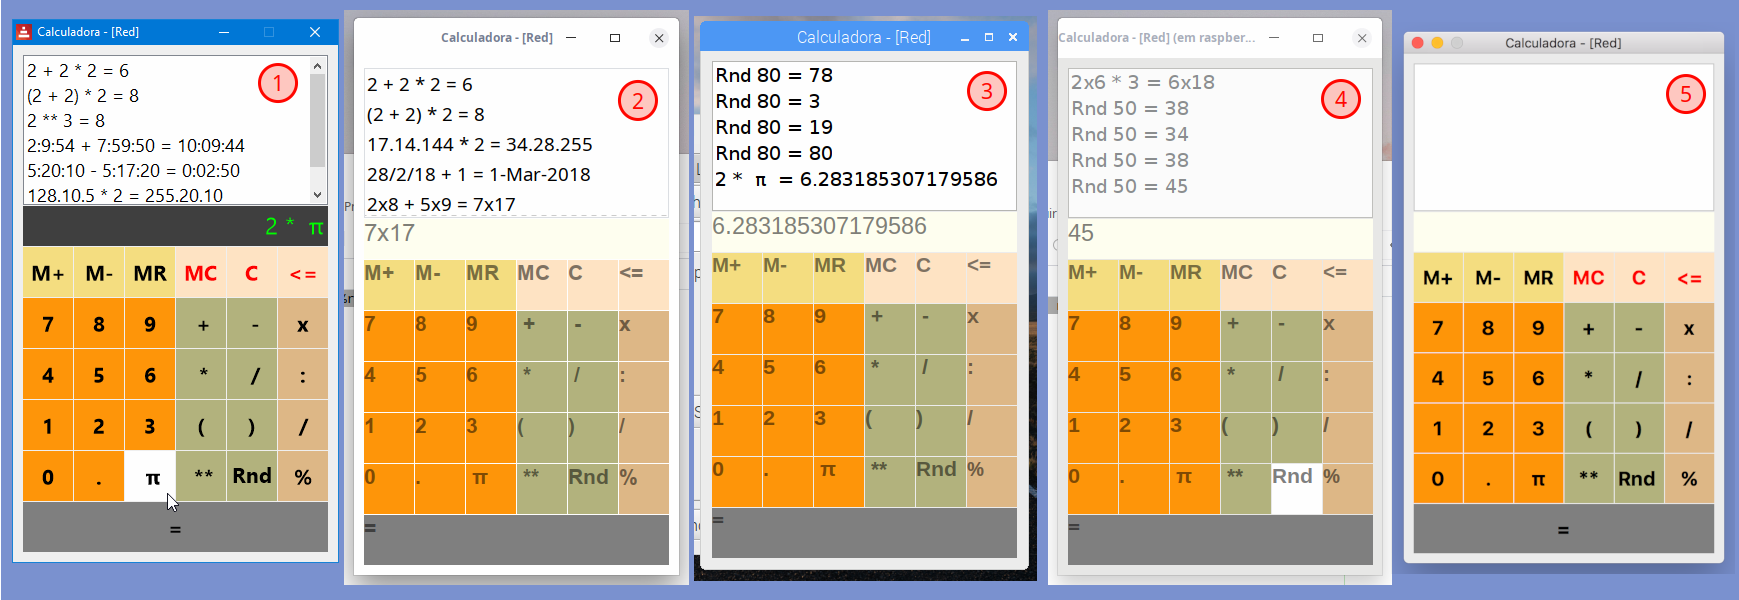 Calculadora - [Red]
1
2 + 2 * 2 = 6
(2 + 2) * 2 = 8
2 ** 3 = 8
2:9:54 + 7:59:50 = 10:09:44
5:20:10 - 5:17:20 = 0:02:50
128.10.5 * 2 = 255.20.10
2 * π
M+ M- MR MC C <=
7 8 9 + - x
4 5 6 * / :
1 2 3 ( ) /
0 . π ** Rnd %
=
Calculadora - [Red]
2
2 + 2 * 2 = 6
(2 + 2) * 2 = 8
17.14.144 * 2 = 34.28.255
28/2/18 + 1 = 1-Mar-2018
2x8 + 5x9 = 7x17
7x17
M+ M- MR MC C <=
7 8 9 + - x
4 5 6 * / :
1 2 3 ( ) /
0 . π ** Rnd %
=
Calculadora - [Red]
3
Rnd 80 = 78
Rnd 80 = 3
Rnd 80 = 19
Rnd 80 = 80
2 * π = 6.283185307179586
6.283185307179586
M+ M- MR MC C <=
7 8 9 + - x
4 5 6 * / :
1 2 3 ( ) /
0 . π ** Rnd %
=
Calculadora - [Red] (em raspber...
4
2x6 * 3 = 6x18
Rnd 50 = 38
Rnd 50 = 34
Rnd 50 = 38
Rnd 50 = 45
45
M+ M- MR MC C <=
7 8 9 + - x
4 5 6 * / :
1 2 3 ( ) /
0 . π ** Rnd %
=
Calculadora - [Red]
5
M+ M- MR MC C <=
7 8 9 + - x
4 5 6 * / :
1 2 3 ( ) /
0 . π ** Rnd %
=